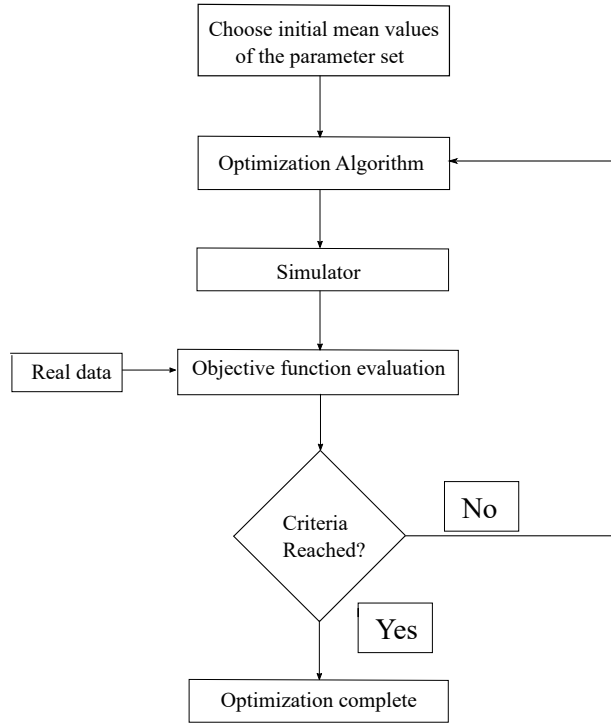 Choose initial mean values
of the parameter set
Optimization Algorithm
Simulator
Real data
Objective function evaluation
Criteria
Reached?
No
Yes
Optimization complete